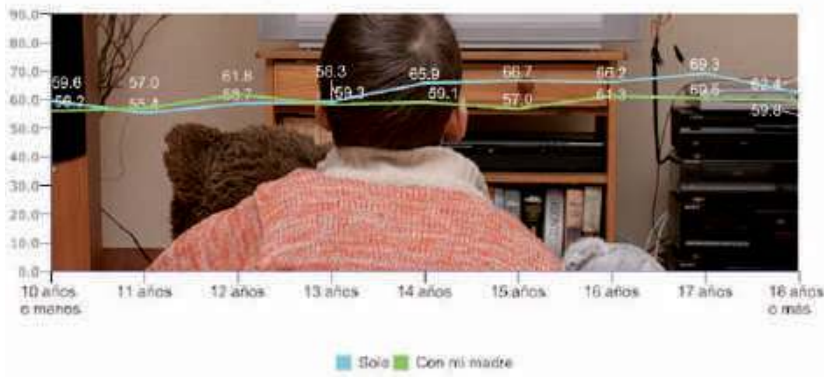 90.0
80.0
70.0
60.0
50.0
40.0
30.0
20.0
10.0
0.0
59.6
56.2
57.0
55.4
61.8
58.7
58.3
59.3
65.9
59.1
66.7
57.0
66.2
61.3
69.3
60.5
62.4
59.8
10 años
o menos
11 años
12 años
13 años
14 años
15 años
16 años
17 años
18 años
o más
Solo
Con mi madre